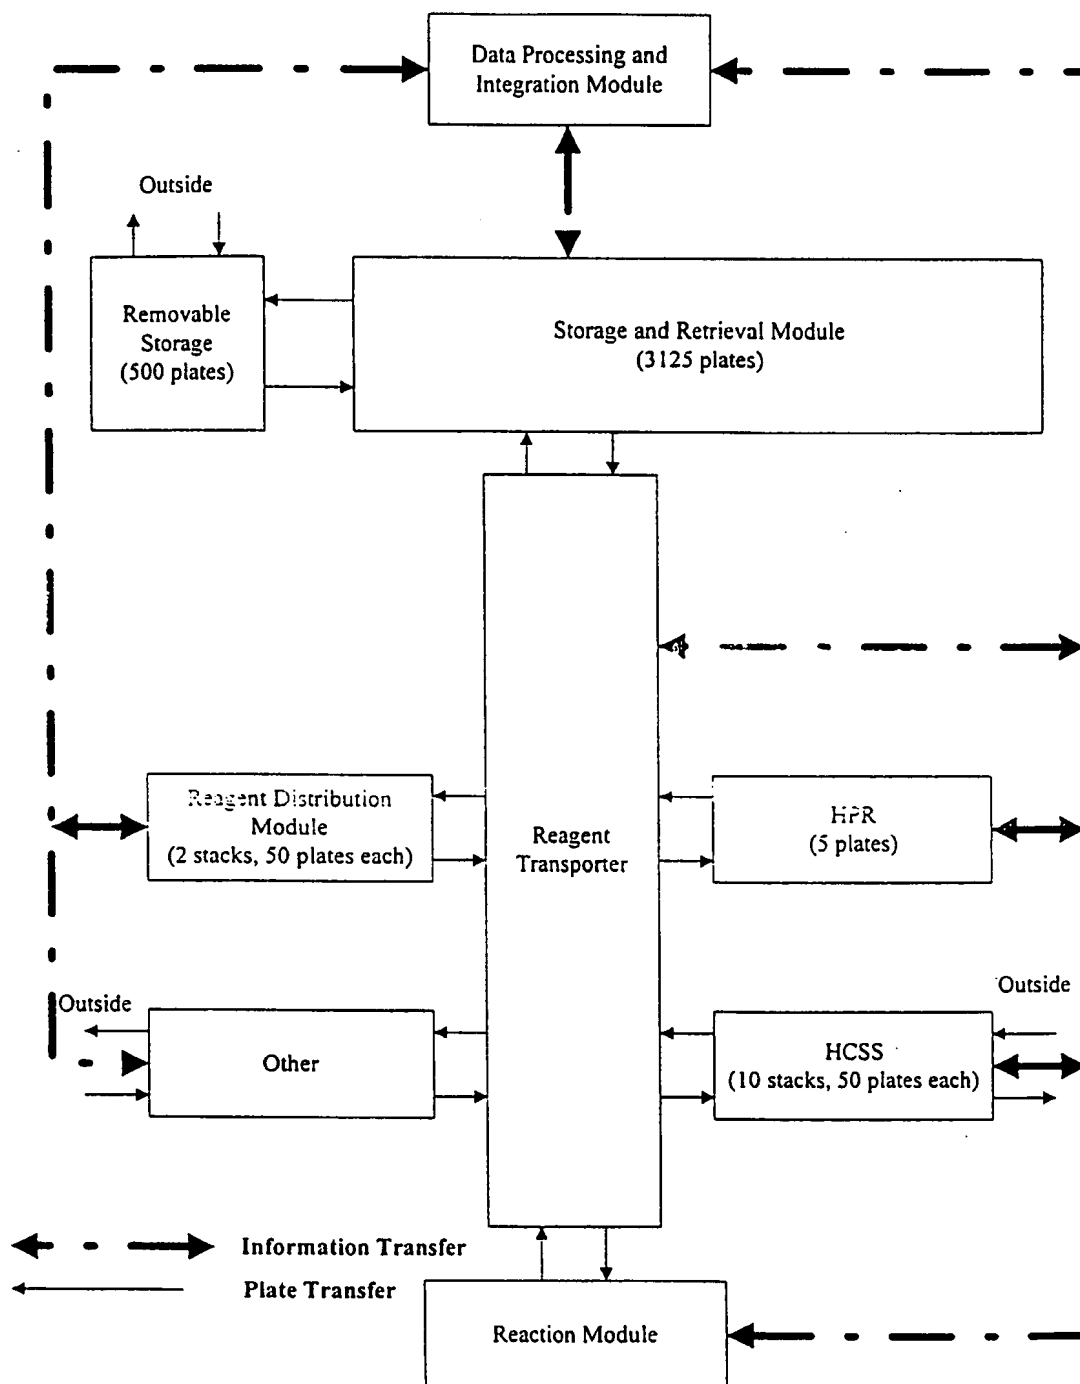 Data Processing and
Integration Module
Outside
Removable
Storage
(500 plates)
Storage and Retrieval Module
(3125 plates)
Reagent Distribution
Module
(2 stacks, 50 plates each)
Reagent
Transporter
HPR
(5 plates)
Outside
Other
Outside
HCSS
(10 stacks, 50 plates each)
Information Transfer
Plate Transfer
Reaction Module